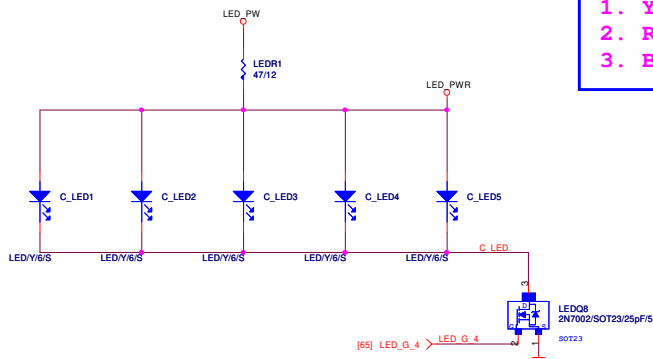 LED_PW
1. Y
2. R
3. B
LEDR1
47/12
LED_PWR
C_LED1
C_LED2
C_LED3
C_LED4
C_LED5
LED/Y/6/S
LED/Y/6/S
LED/Y/6/S
LED/Y/6/S
LED/Y/6/S
C_LED
3
D
G
S
LEDQ8
2N7002/SOT23/25pF/5
SOT23
2
1
[65] LED_G_4
LED_G_4